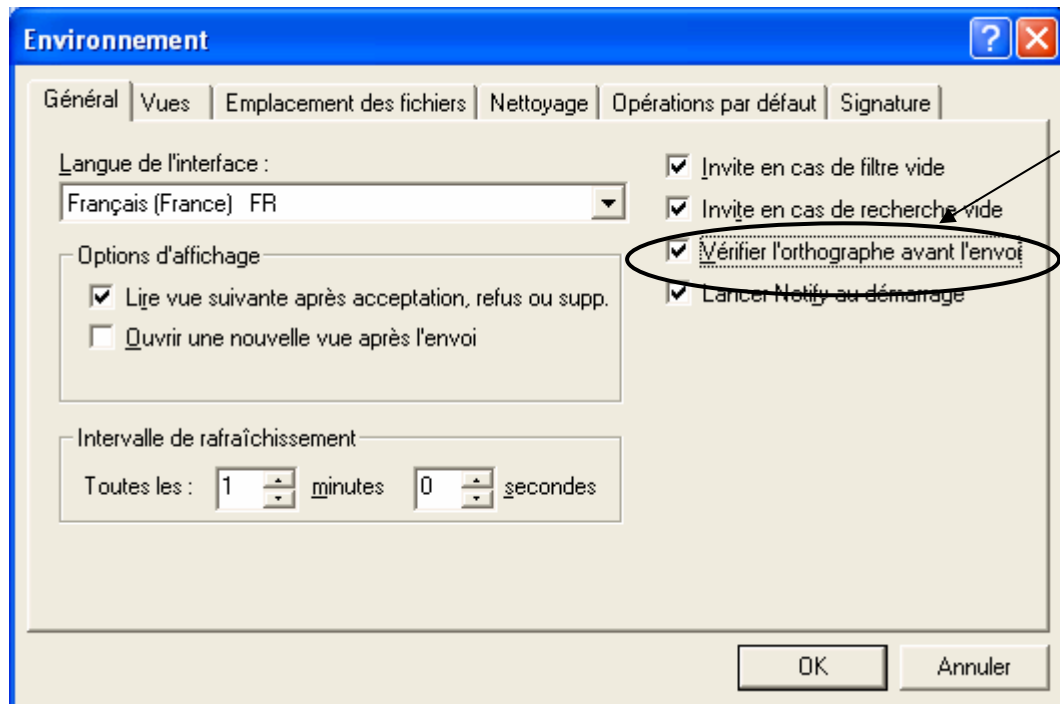 Environnement
Général Vues Emplacement des fichiers Nettoyage Opérations par défaut Signature
Langue de l'interface :
Français (France) FR
Options d'affichage
Lire vue suivante après acceptation, refus ou supp.
Ouvrir une nouvelle vue après l'envoi
Intervalle de rafraîchissement
Toutes les : 1 minutes 0 secondes
Invite en cas de filtre vide
Invite en cas de recherche vide
Vérifier l'orthographe avant l'envoi
Lancer Notify au démarrage
OK Annuler